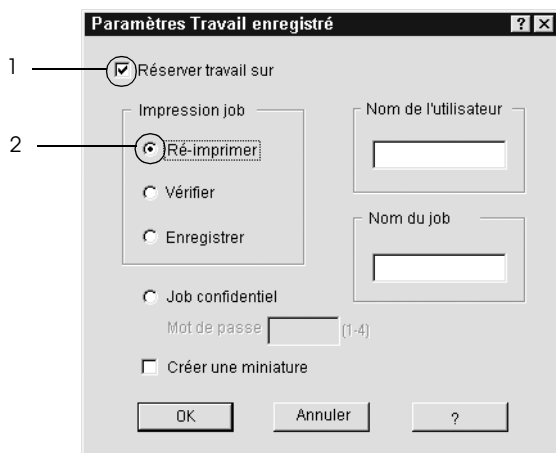 Paramètres Travail enregistré
? ×
1
Réserver travail sur
Impression job
Nom de l'utilisateur
2
Ré-imprimer
Vérifier
Nom du job
Enregistrer
Job confidentiel
Mot de passe (1-4)
Créer une miniature
OK Annuler ?